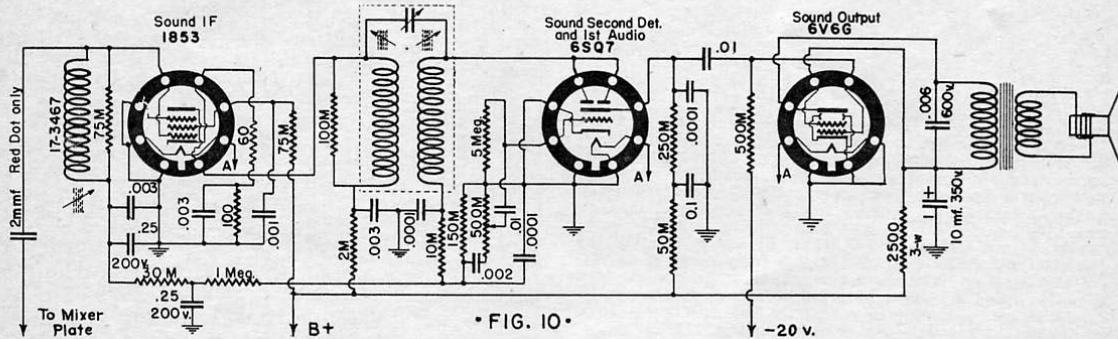 Sound IF
1853
Sound Second Det.
and 1st Audio
6SQ7
Sound Output
6V6G
2mmf Red Dot only
17-3467
75M
60
75M
A
.003
.25
200v.
.003
100
.001
30M
1 Meg.
.25
200v.
To Mixer
Plate
B+
100M
2M
.003
.0001
10M
5 Meg.
150M
500M
.01
.0001
.002
A
.01
250M
.0001
50M
0.1
500M
A
.006
600v.
2500
3-w
1
+
10 mf. 350v.
• FIG. 10 •
-20 v.